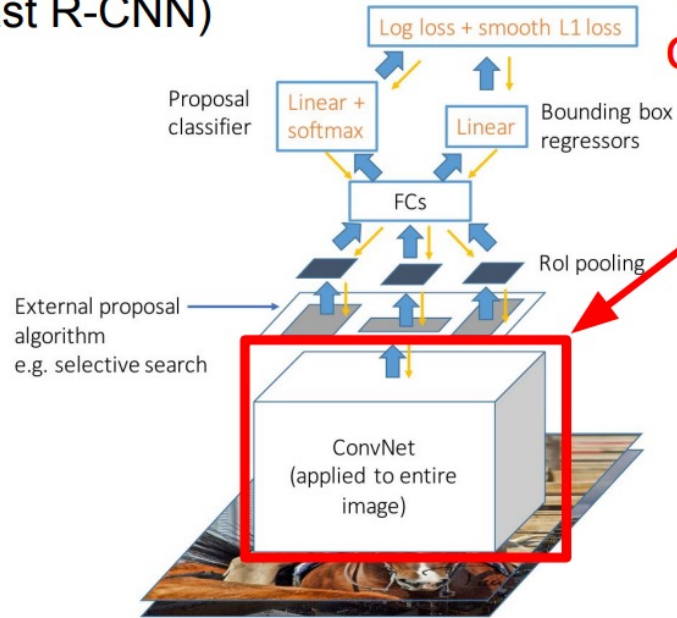 ast R-CNN)
Log loss + smooth L1 loss
Proposal
classifier
Linear +
softmax
Linear
Bounding box
regressors
FCs
RoI pooling
External proposal
algorithm
e.g. selective search
ConvNet
(applied to entire
image)